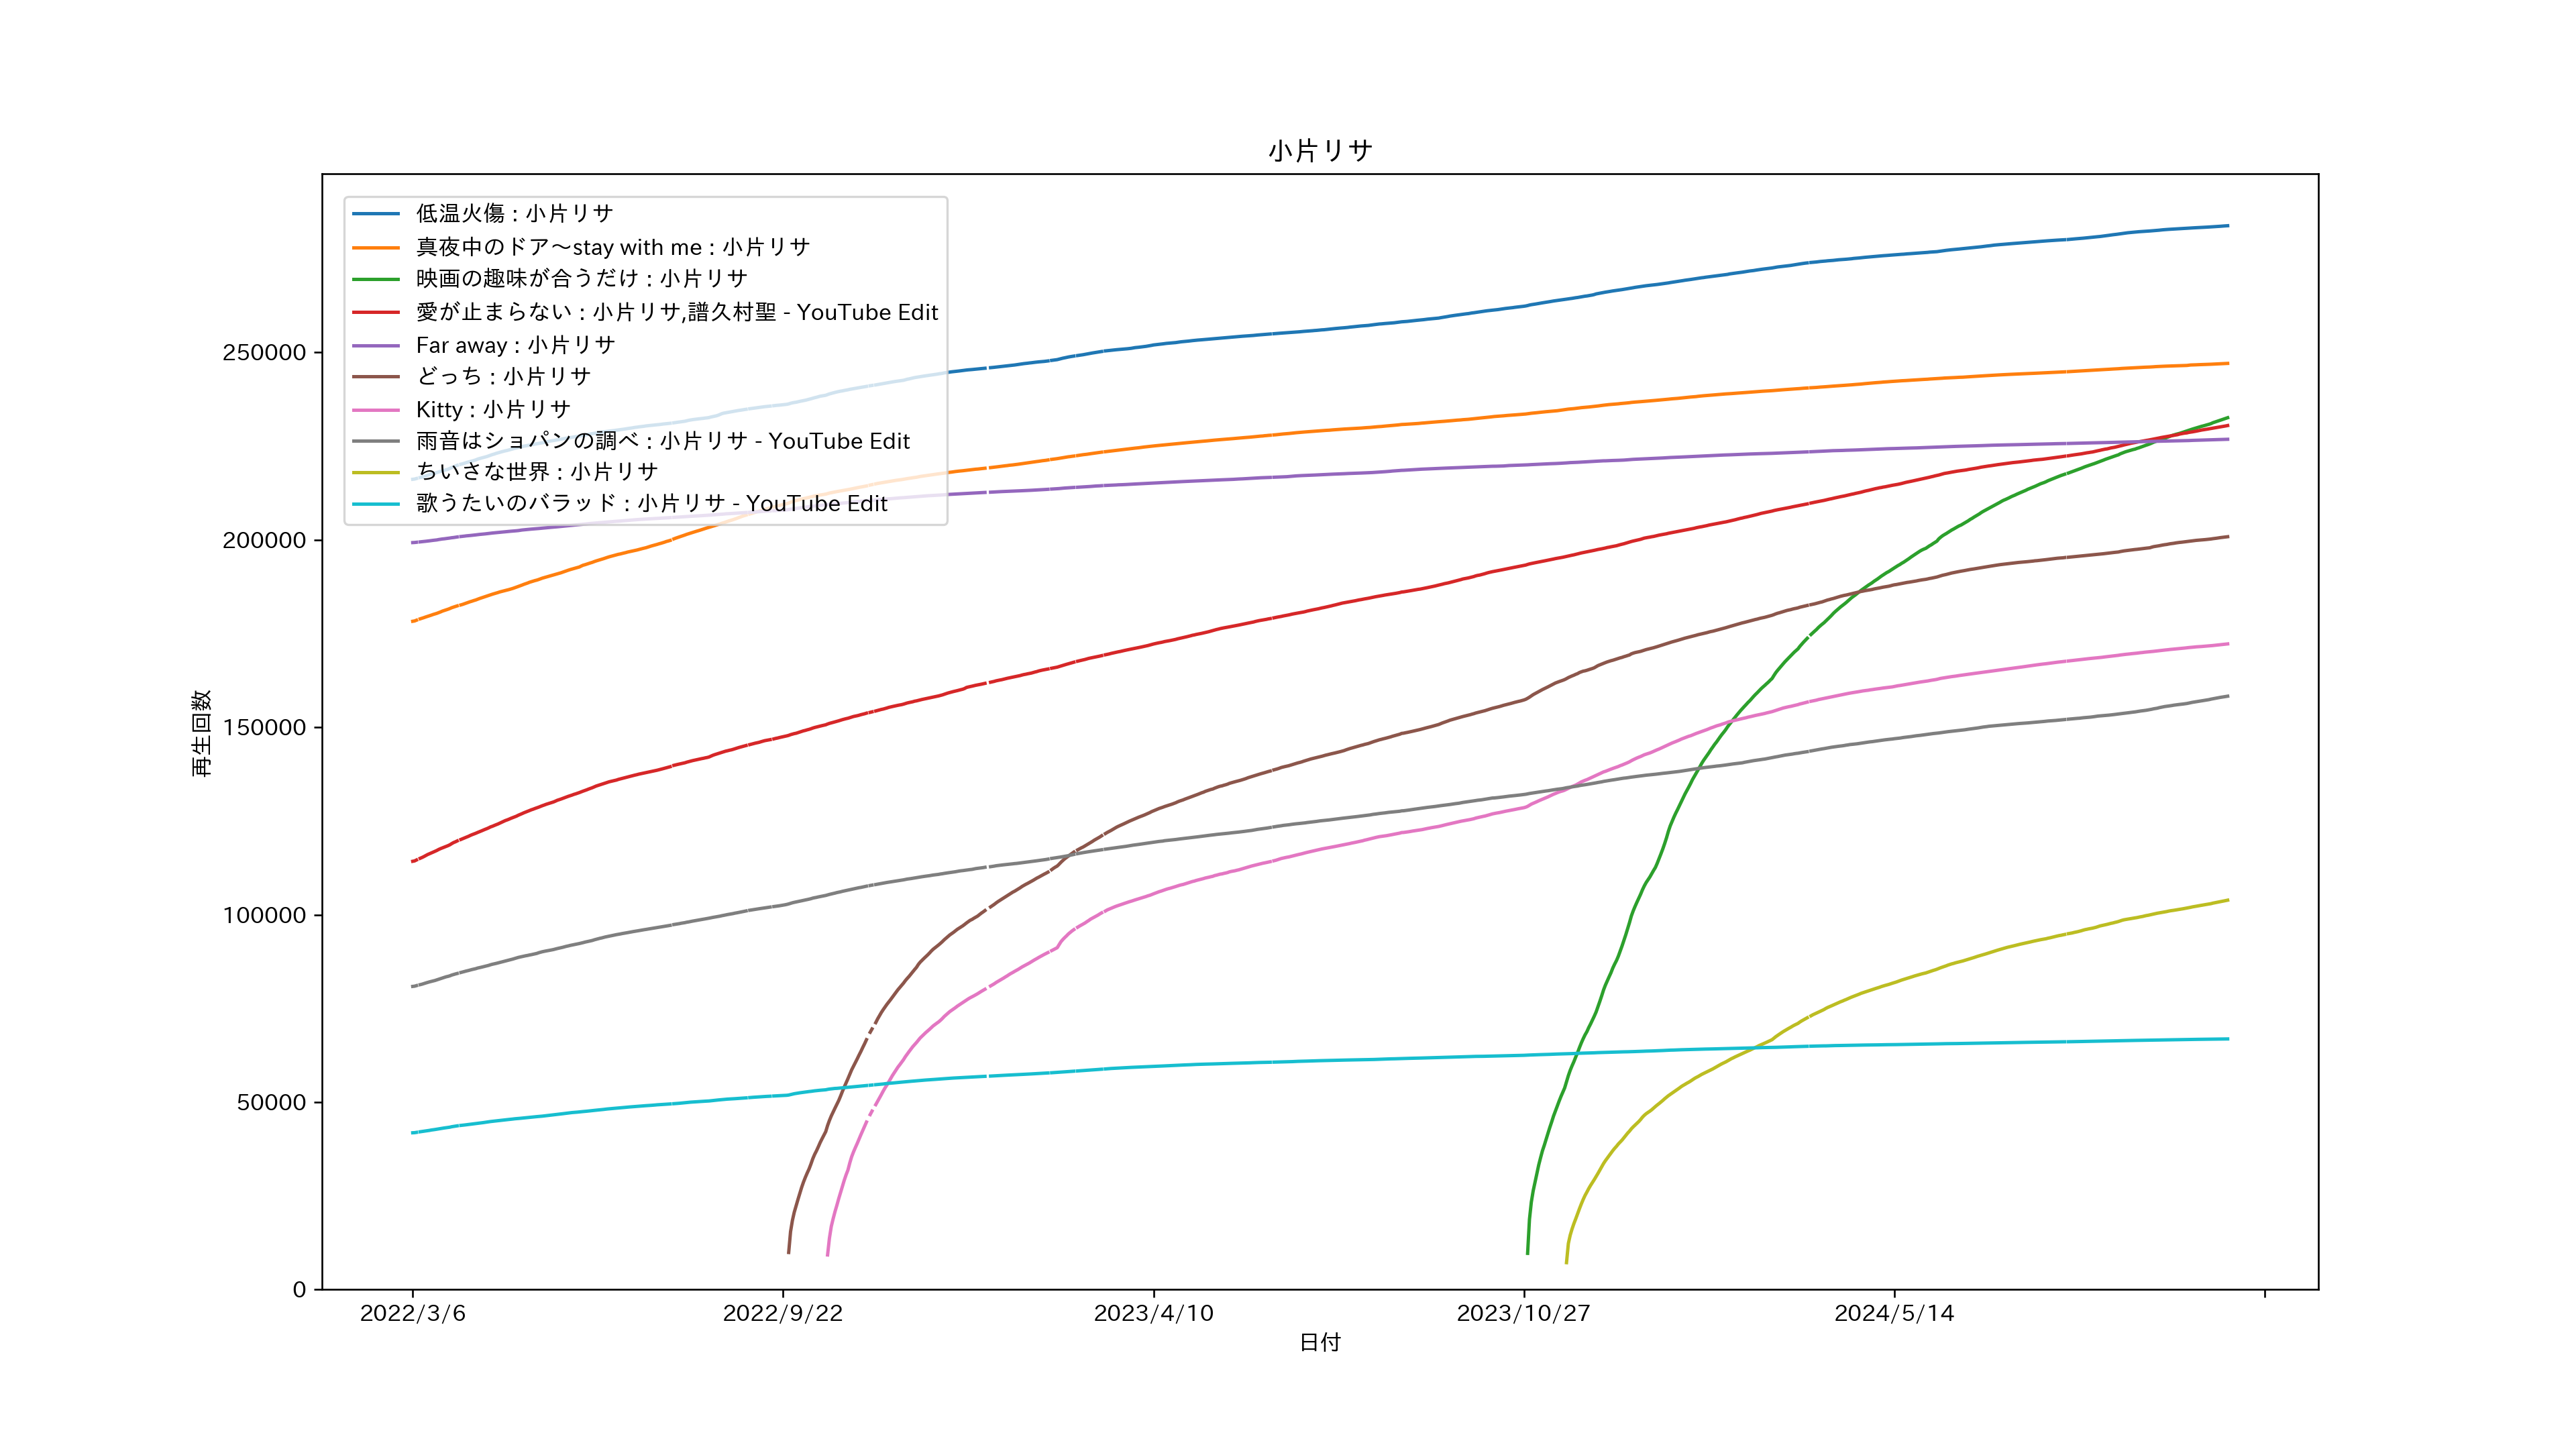 小片リサ
低温火傷 : 小片リサ
真夜中のドア～stay with me : 小片リサ
映画の趣味が合うだけ : 小片リサ
愛が止まらない : 小片リサ,譜久村聖 - YouTube Edit
Far away : 小片リサ
どっち : 小片リサ
Kitty : 小片リサ
雨音はショパンの調べ : 小片リサ - YouTube Edit
ちいさな世界 : 小片リサ
歌うたいのバラッド : 小片リサ - YouTube Edit
250000
200000
150000
100000
50000
0
再生回数
2022/3/6
2022/9/22
2023/4/10
2023/10/27
2024/5/14
日付